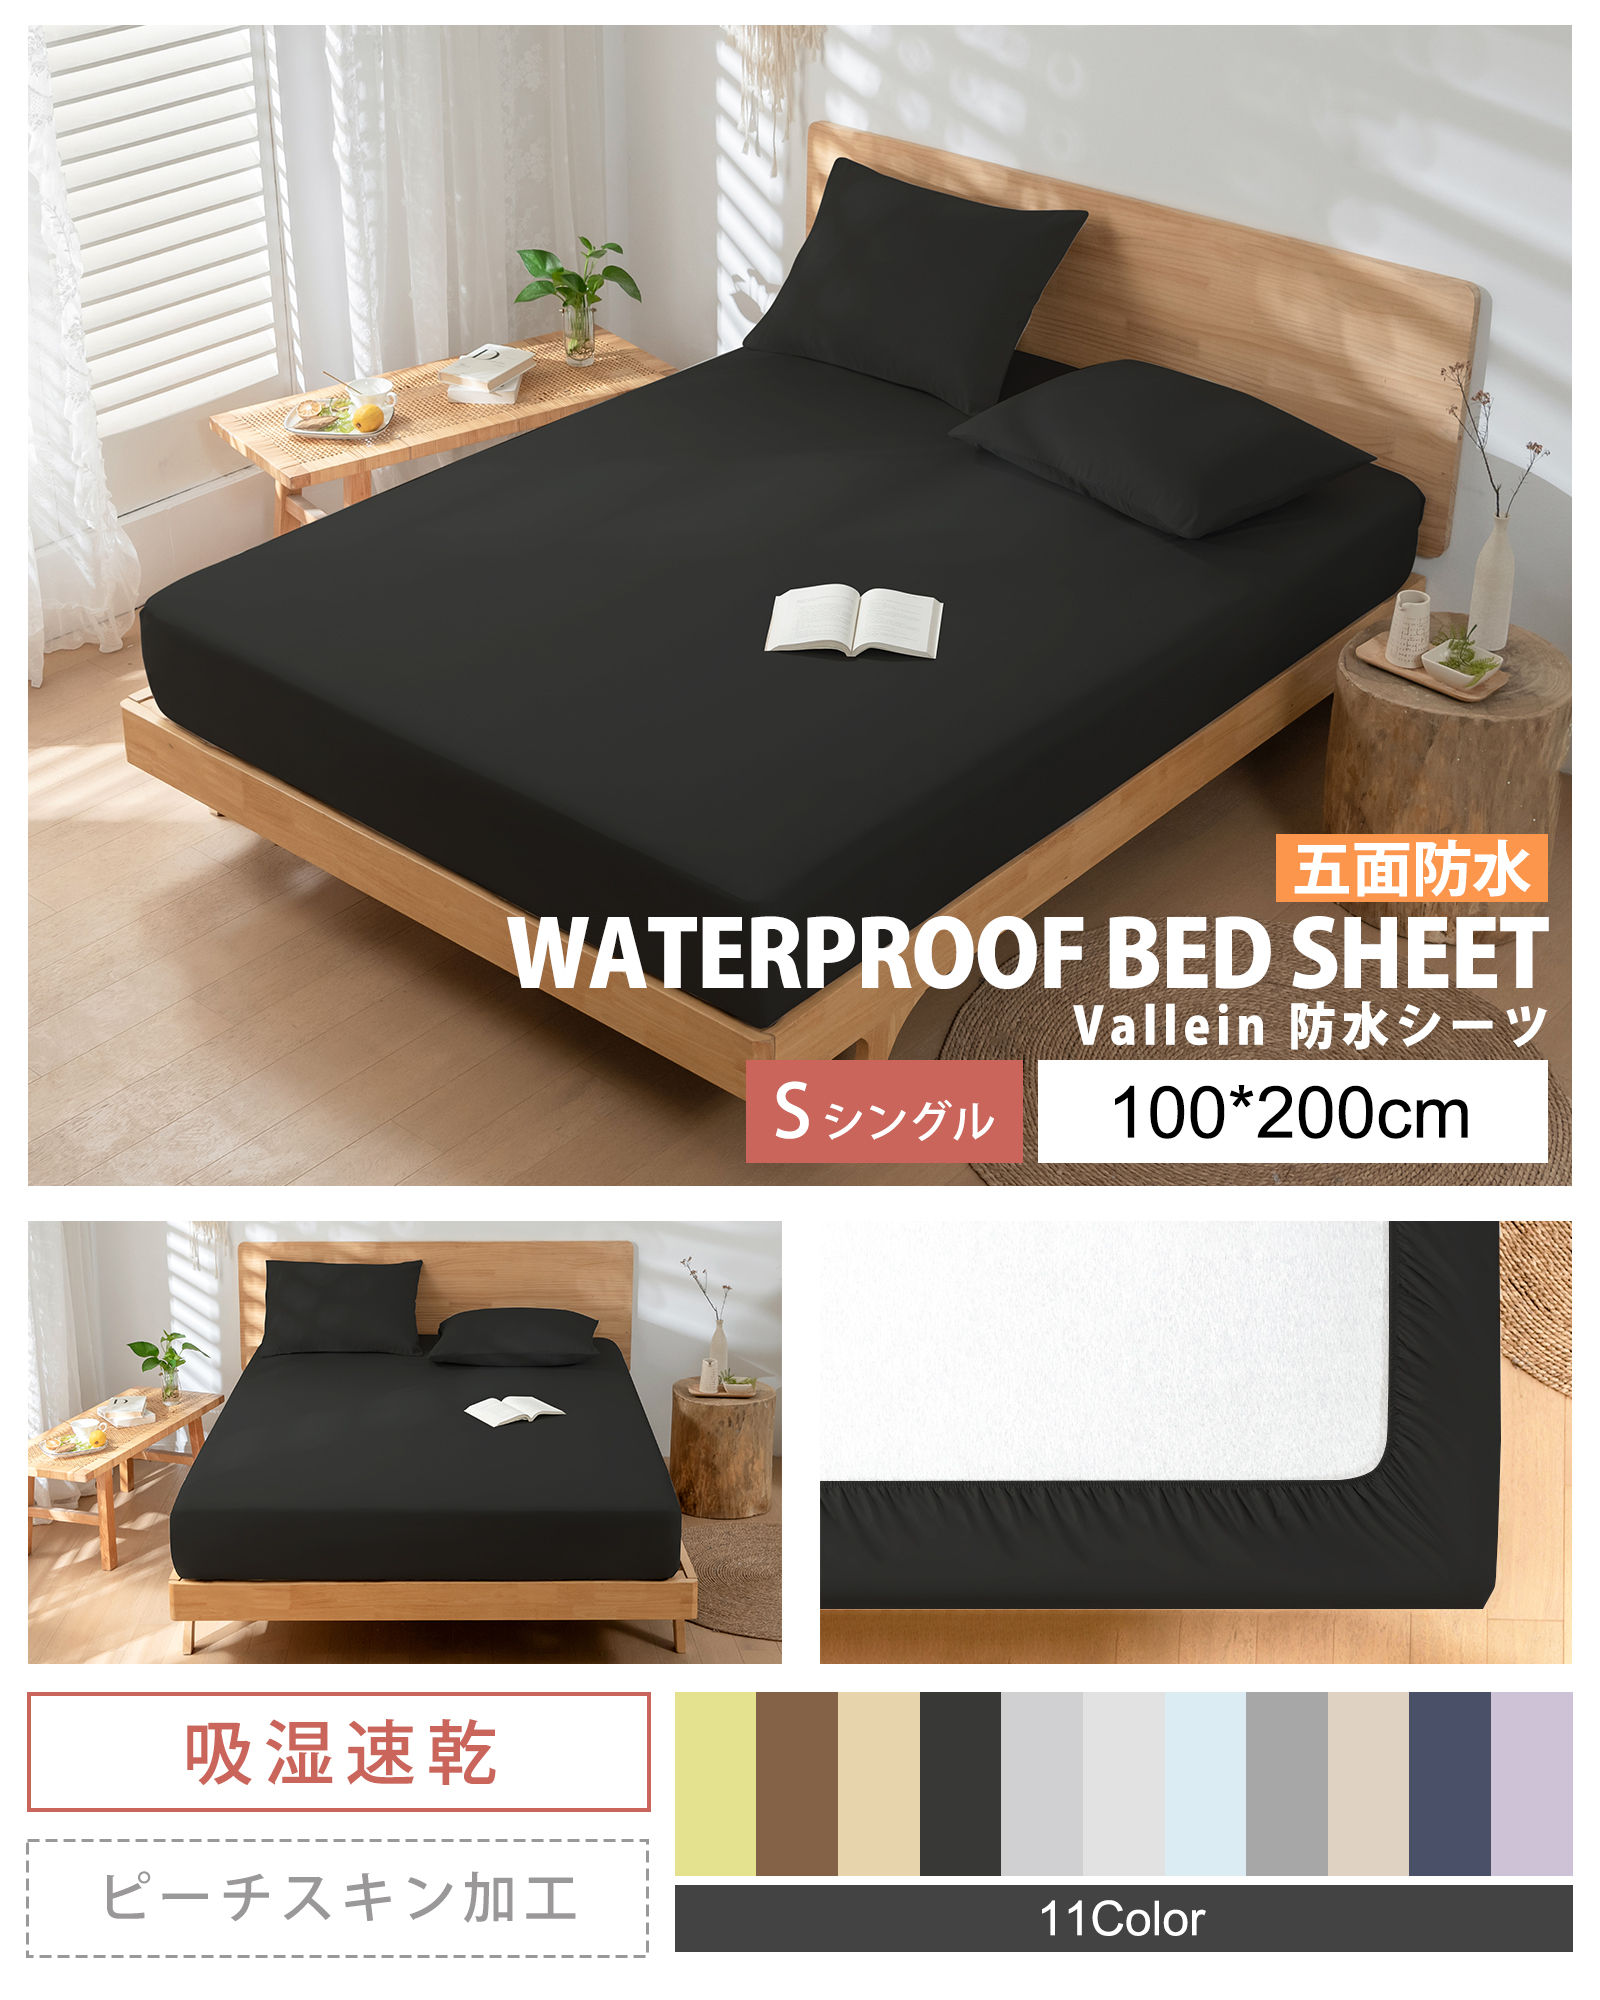 五面防水
WATERPROOF BED SHEET
Vallein 防水シーツ
S シングル
100*200cm
D
D
吸湿速乾
ピーチスキン加工
11Color